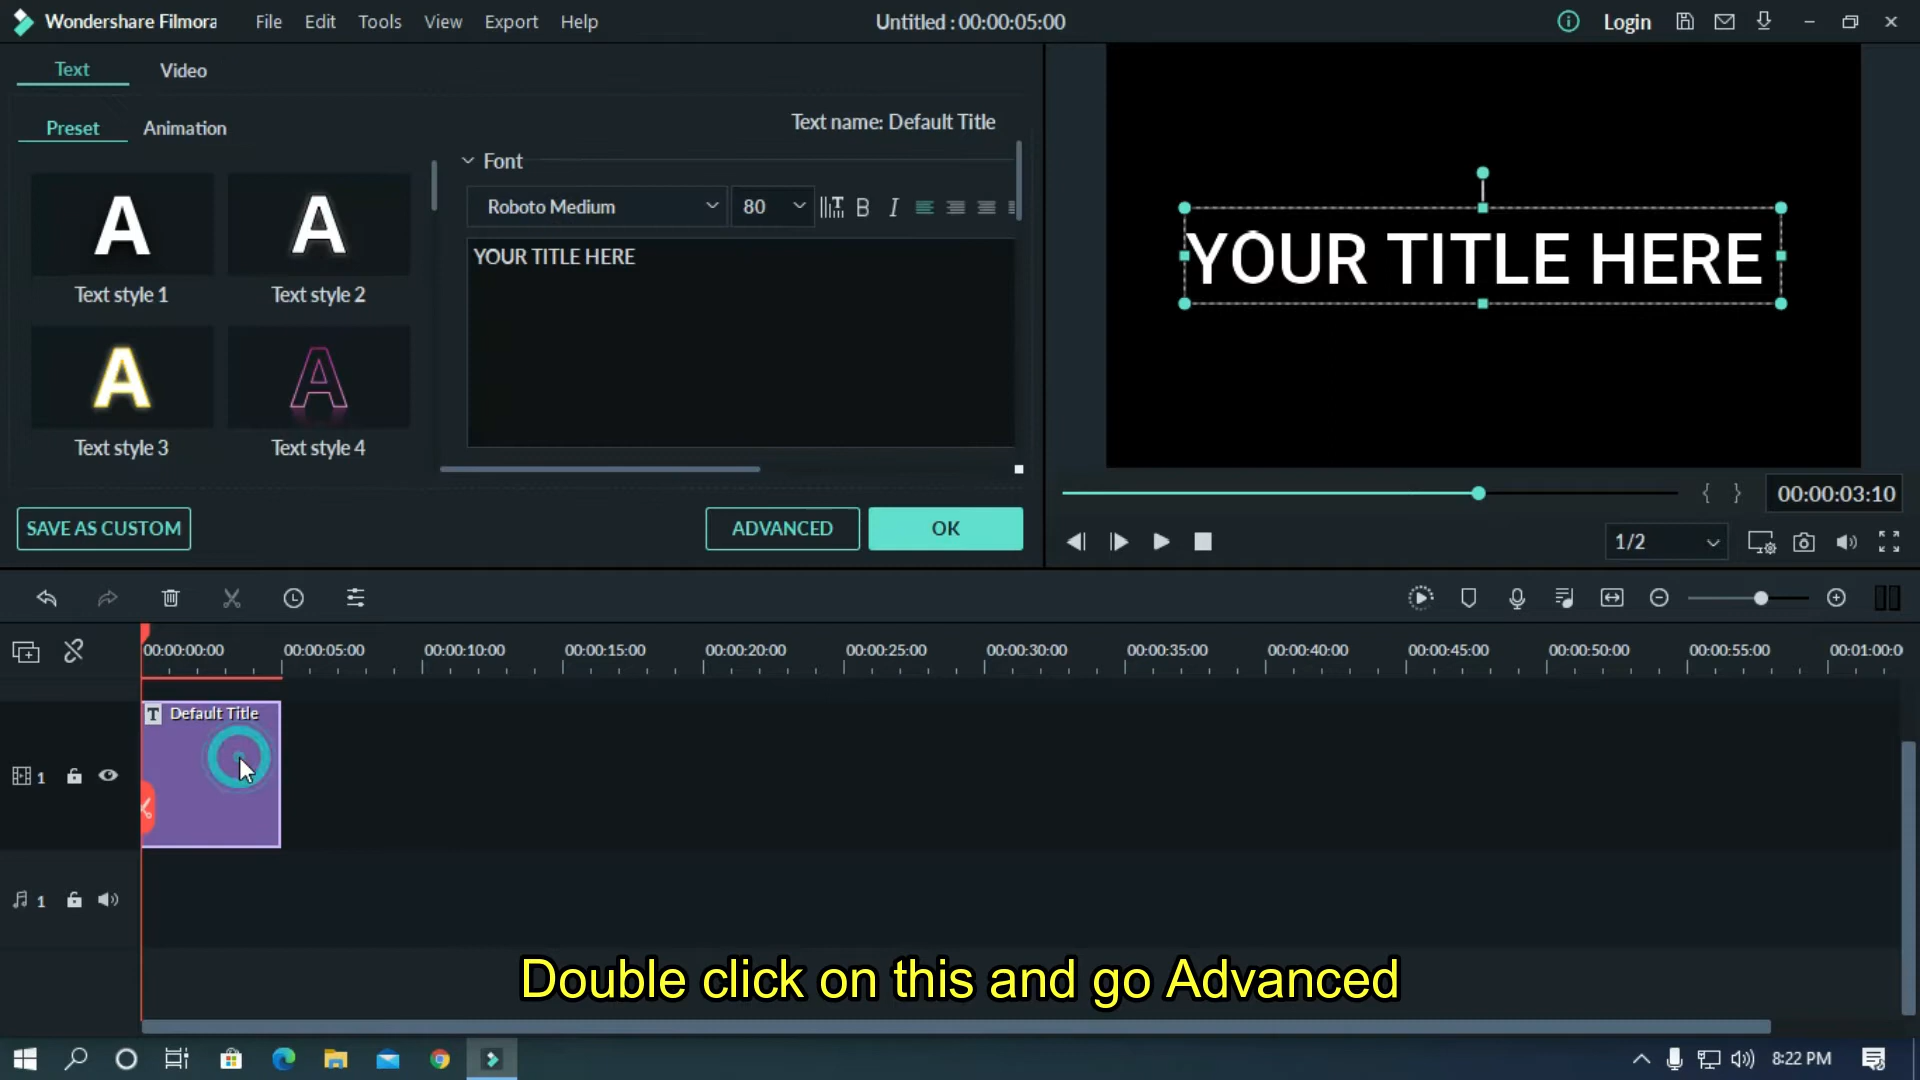 Wondershare Filmora File Edit Tools View Export Help Untitled : 00:00:05:00 Login
Text Video
Preset Animation Text name: Default Title
Font
Roboto Medium 80 B I
YOUR TITLE HERE
Text style 1 Text style 2
Text style 3 Text style 4
SAVE AS CUSTOM ADVANCED OK
YOUR TITLE HERE
{ } 00:00:03:10
1/2
00:00:00:00 00:00:05:00 00:00:10:00 00:00:15:00 00:00:20:00 00:00:25:00 00:00:30:00 00:00:35:00 00:00:40:00 00:00:45:00 00:00:50:00 00:00:55:00 00:01:00:0
T Default Title
1
1
Double click on this and go Advanced
8:22 PM